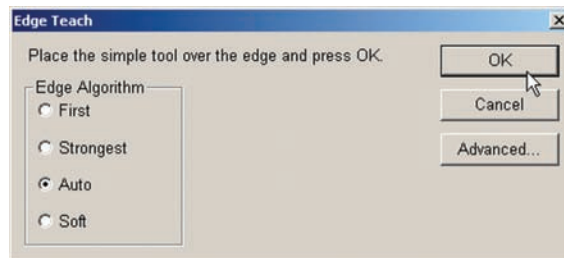 Edge Teach
Place the simple tool over the edge and press OK.
OK
Edge Algorithm
First
Cancel
Strongest
Advanced...
Auto
Soft